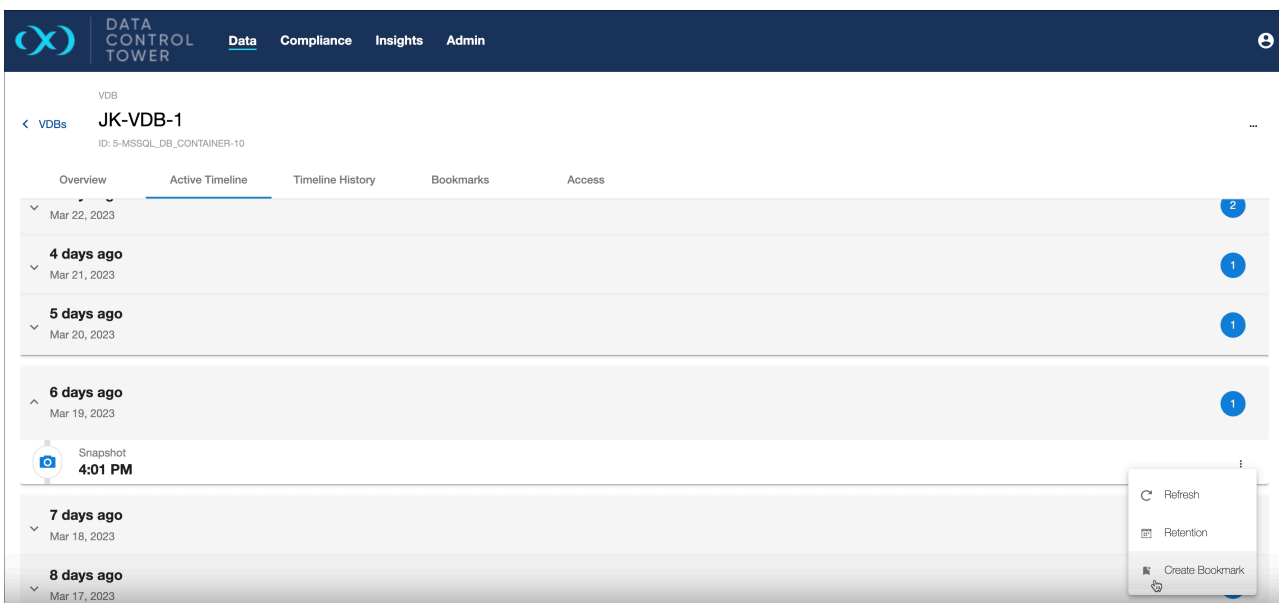 DATA
CONTROL
TOWER
Data Compliance Insights Admin
VDB
VDBs
JK-VDB-1
ID: 5-MSSQL_DB_CONTAINER-10
Overview Active Timeline Timeline History Bookmarks Access
Mar 22, 2023
2
4 days ago
Mar 21, 2023
1
5 days ago
Mar 20, 2023
1
6 days ago
Mar 19, 2023
1
Snapshot
4:01 PM
Refresh
Retention
Create Bookmark
7 days ago
Mar 18, 2023
8 days ago
Mar 17, 2023